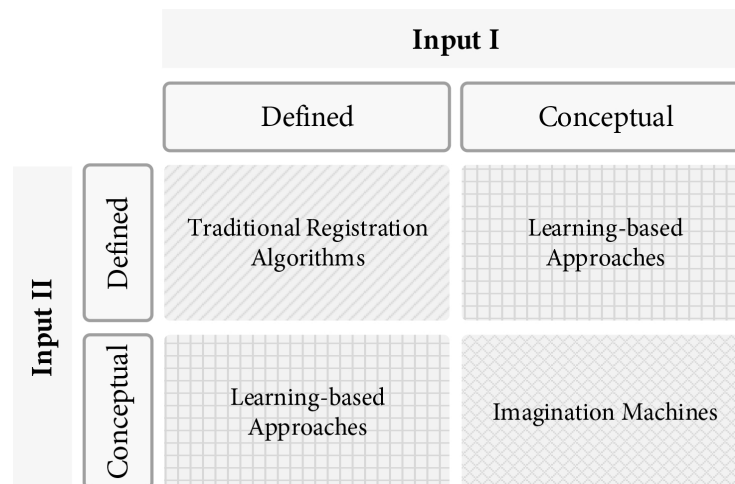 Input I
Defined
Conceptual
Input II
Defined
Traditional Registration
Algorithms
Learning-based
Approaches
Conceptual
Learning-based
Approaches
Imagination Machines